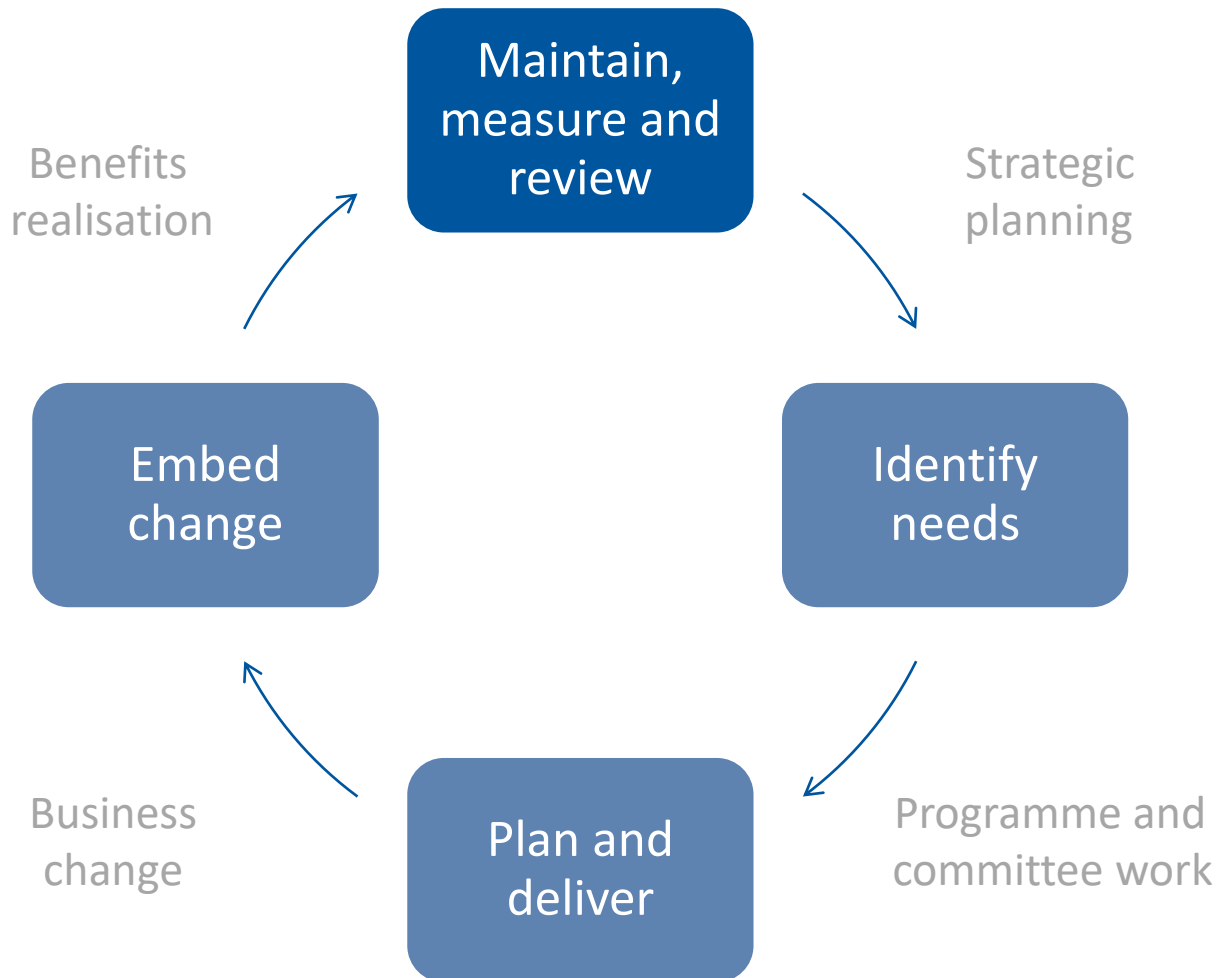 Maintain,
measure and
review
Benefits
realisation
Strategic
planning
Embed
change
Identify
needs
Business
change
Plan and
deliver
Programme and
committee work